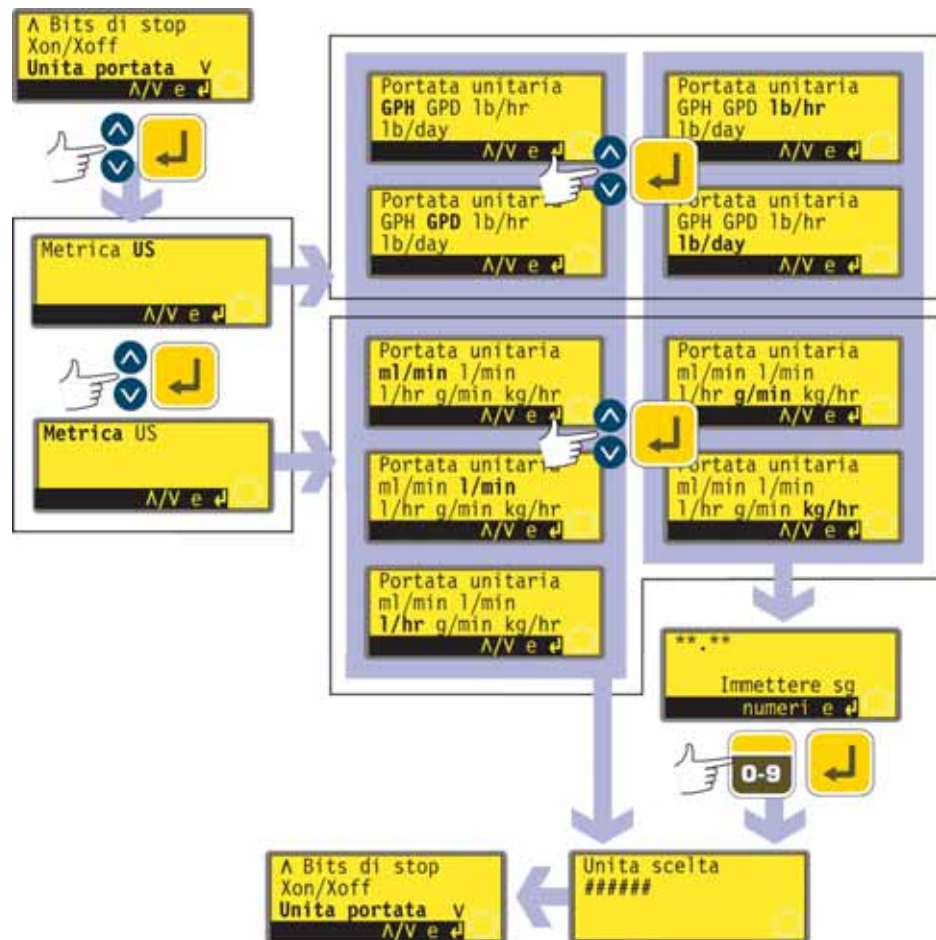 Λ Bits di stop
Xon/Xoff
Unita portata V
Λ/V e ↵
Metrica US
Λ/V e ↵
Metrica US
Λ/V e ↵
Portata unitaria
GPH GPD lb/hr
lb/day
Λ/V e ↵
Portata unitaria
GPH GPD lb/hr
lb/day
Λ/V e ↵
Portata unitaria
GPH GPD lb/hr
lb/day
Λ/V e ↵
Portata unitaria
GPH GPD lb/hr
lb/day
Λ/V e ↵
Portata unitaria
ml/min l/min
l/hr g/min kg/hr
Λ/V e ↵
Portata unitaria
ml/min l/min
l/hr g/min kg/hr
Λ/V e ↵
Portata unitaria
ml/min l/min
l/hr g/min kg/hr
Λ/V e ↵
Portata unitaria
ml/min l/min
l/hr g/min kg/hr
Λ/V e ↵
Portata unitaria
ml/min l/min
l/hr g/min kg/hr
Λ/V e ↵
**.**
Immettere sg
numeri e ↵
0-9
Unita scelta
######
Λ Bits di stop
Xon/Xoff
Unita portata V
Λ/V e ↵